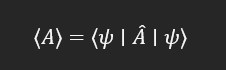 ⟨A⟩ = ⟨ψ | Â | ψ⟩